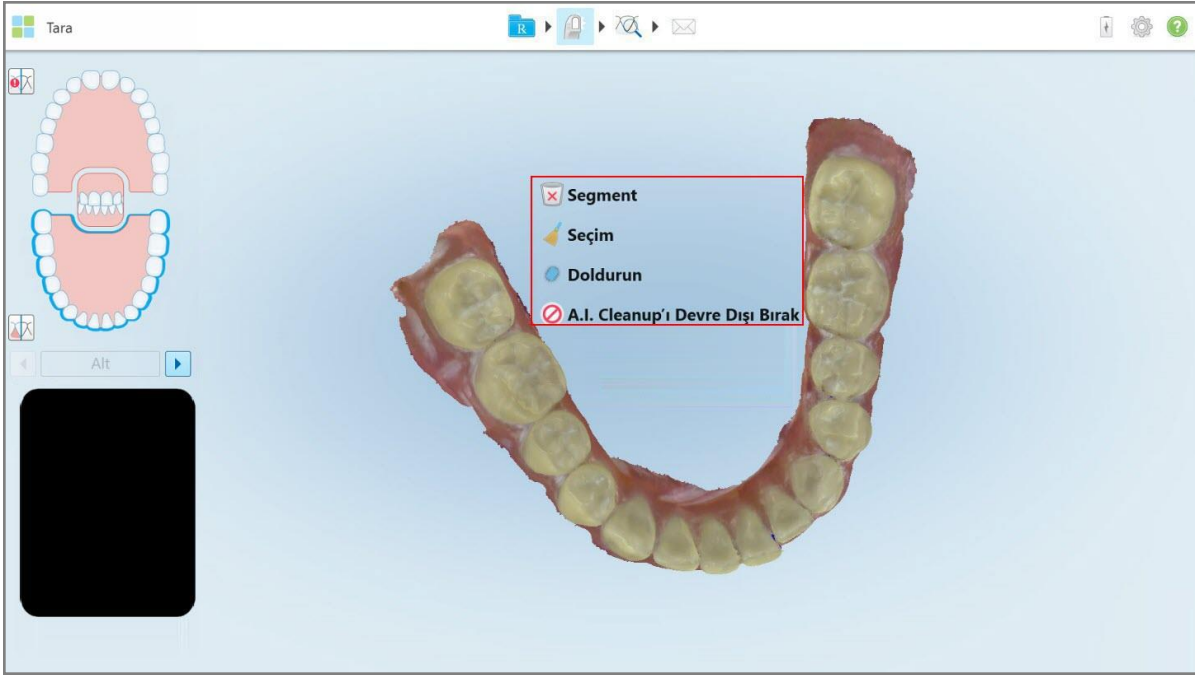 Tara
R
Segment
Seçim
Doldurun
A.I. Cleanup'ı Devre Dışı Bırak
Alt